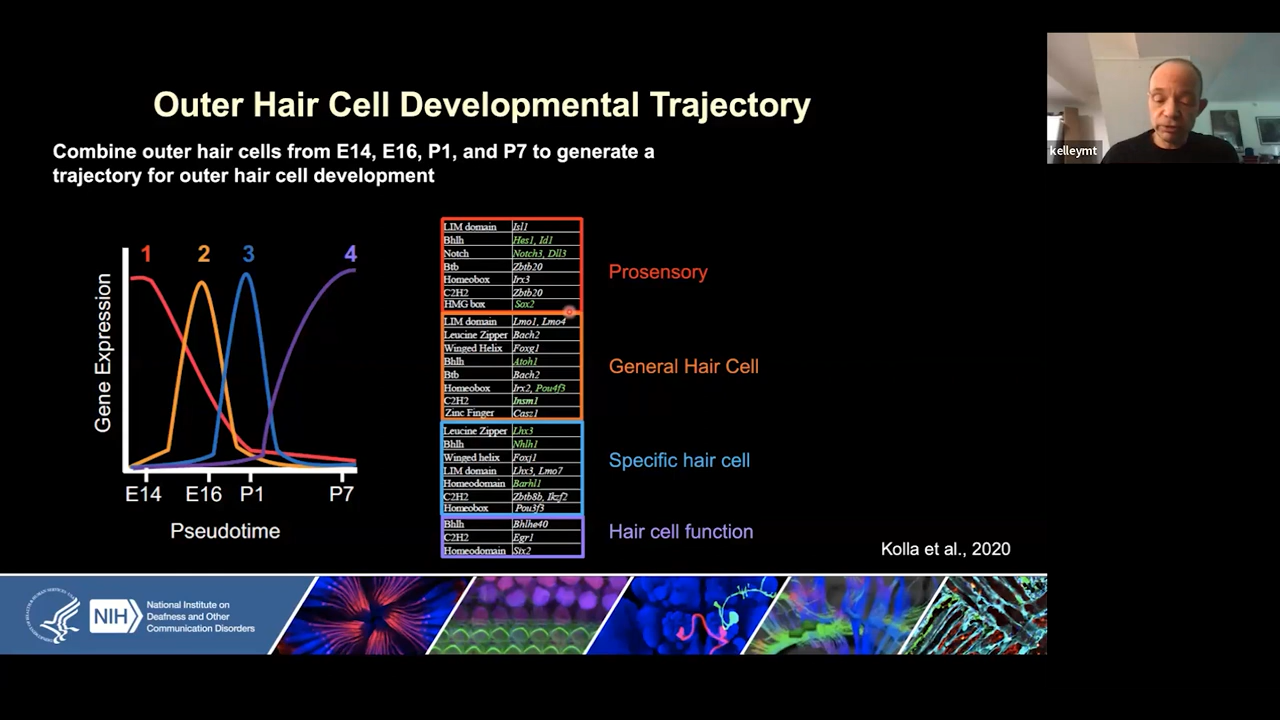 Outer Hair Cell Developmental Trajectory
Combine outer hair cells from E14, E16, P1, and P7 to generate a
trajectory for outer hair cell development
kelleymt
1 2 3 4
Gene Expression
E14 E16 P1 P7
Pseudotime
LIM domain Isl1
Bhlh Hes1, Id1
Notch Notch3, Dll3
Btb Zbtb20
Homeobox Irx3
C2H2 Zbtb20
HMG box Sox2
Prosensory
LIM domain Lmo1, Lmo4
Leucine Zipper Bach2
Winged Helix Foxg1
Bhlh Atoh1
Btb Bach2
Homeobox Irx2, Pou4f3
C2H2 Insm1
Zinc Finger Casz1
General Hair Cell
Leucine Zipper Lhx3
Bhlh Nhlh1
Winged helix Foxj1
LIM domain Lhx3, Lmo7
Homeodomain Barhl1
C2H2 Zbtb8b, Ikzf2
Homeobox Pou3f3
Specific hair cell
Bhlh Bhlhe40
C2H2 Egr1
Homeodomain Six2
Hair cell function
Kolla et al., 2020
NIH
National Institute on
Deafness and Other
Communication Disorders